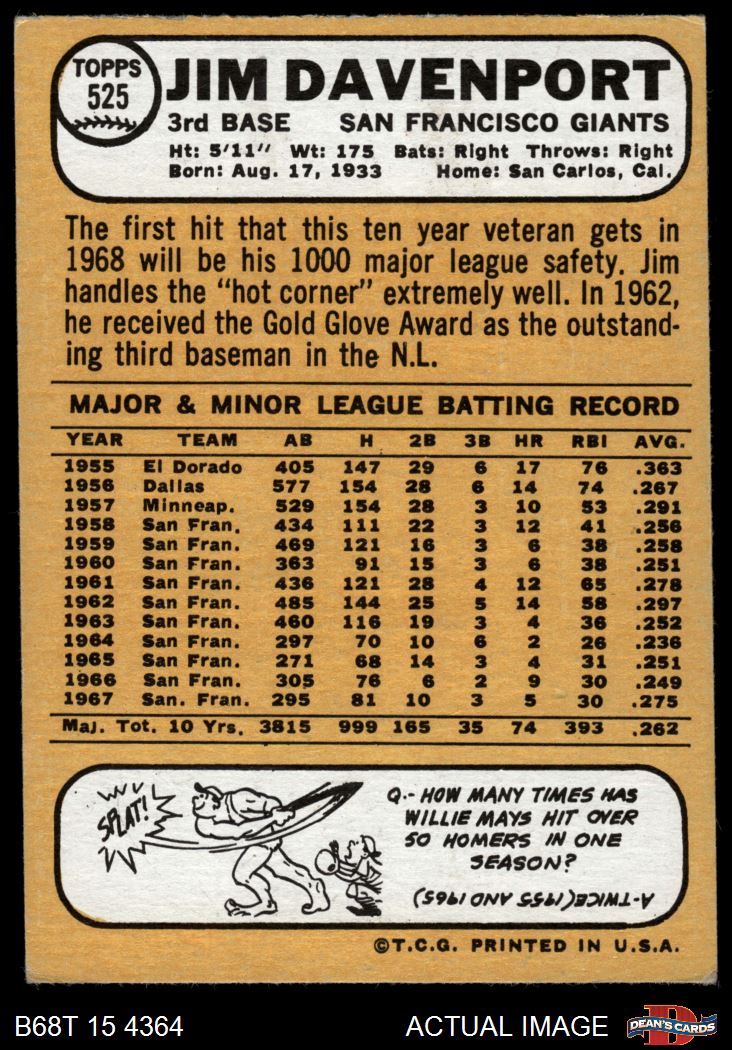 TOPPS
525
JIM DAVENPORT
3rd BASE SAN FRANCISCO GIANTS
Ht: 5'11" Wt: 175 Bats: Right Throws: Right
Born: Aug. 17, 1933 Home: San Carlos, Cal.
The first hit that this ten year veteran gets in
1968 will be his 1000 major league safety. Jim
handles the "hot corner" extremely well. In 1962,
he received the Gold Glove Award as the outstand-
ing third baseman in the N.L.
MAJOR & MINOR LEAGUE BATTING RECORD
YEAR TEAM AB H 2B 3B HR RBI AVG.
1955 El Dorado 405 147 29 6 17 76 .363
1956 Dallas 577 154 28 6 14 74 .267
1957 Minneap. 529 154 28 3 10 53 .291
1958 San Fran. 434 111 22 3 12 41 .256
1959 San Fran. 469 121 16 3 6 38 .258
1960 San Fran. 363 91 15 3 6 38 .251
1961 San Fran. 436 121 28 4 12 65 .278
1962 San Fran. 485 144 25 5 14 58 .297
1963 San Fran. 460 116 19 3 4 36 .252
1964 San Fran. 297 70 10 6 2 26 .236
1965 San Fran. 271 68 14 3 4 31 .251
1966 San Fran. 305 76 6 2 9 30 .249
1967 San. Fran. 295 81 10 3 5 30 .275
Maj. Tot. 10 Yrs. 3815 999 165 35 74 393 .262
SPLAT!
Q.- HOW MANY TIMES HAS
WILLIE MAYS HIT OVER
50 HOMERS IN ONE
SEASON?
A-TWICE (1955 AND 1965)
©T.C.G. PRINTED IN U.S.A.
B68T 15 4364 ACTUAL IMAGE
D
DEAN'S CARDS